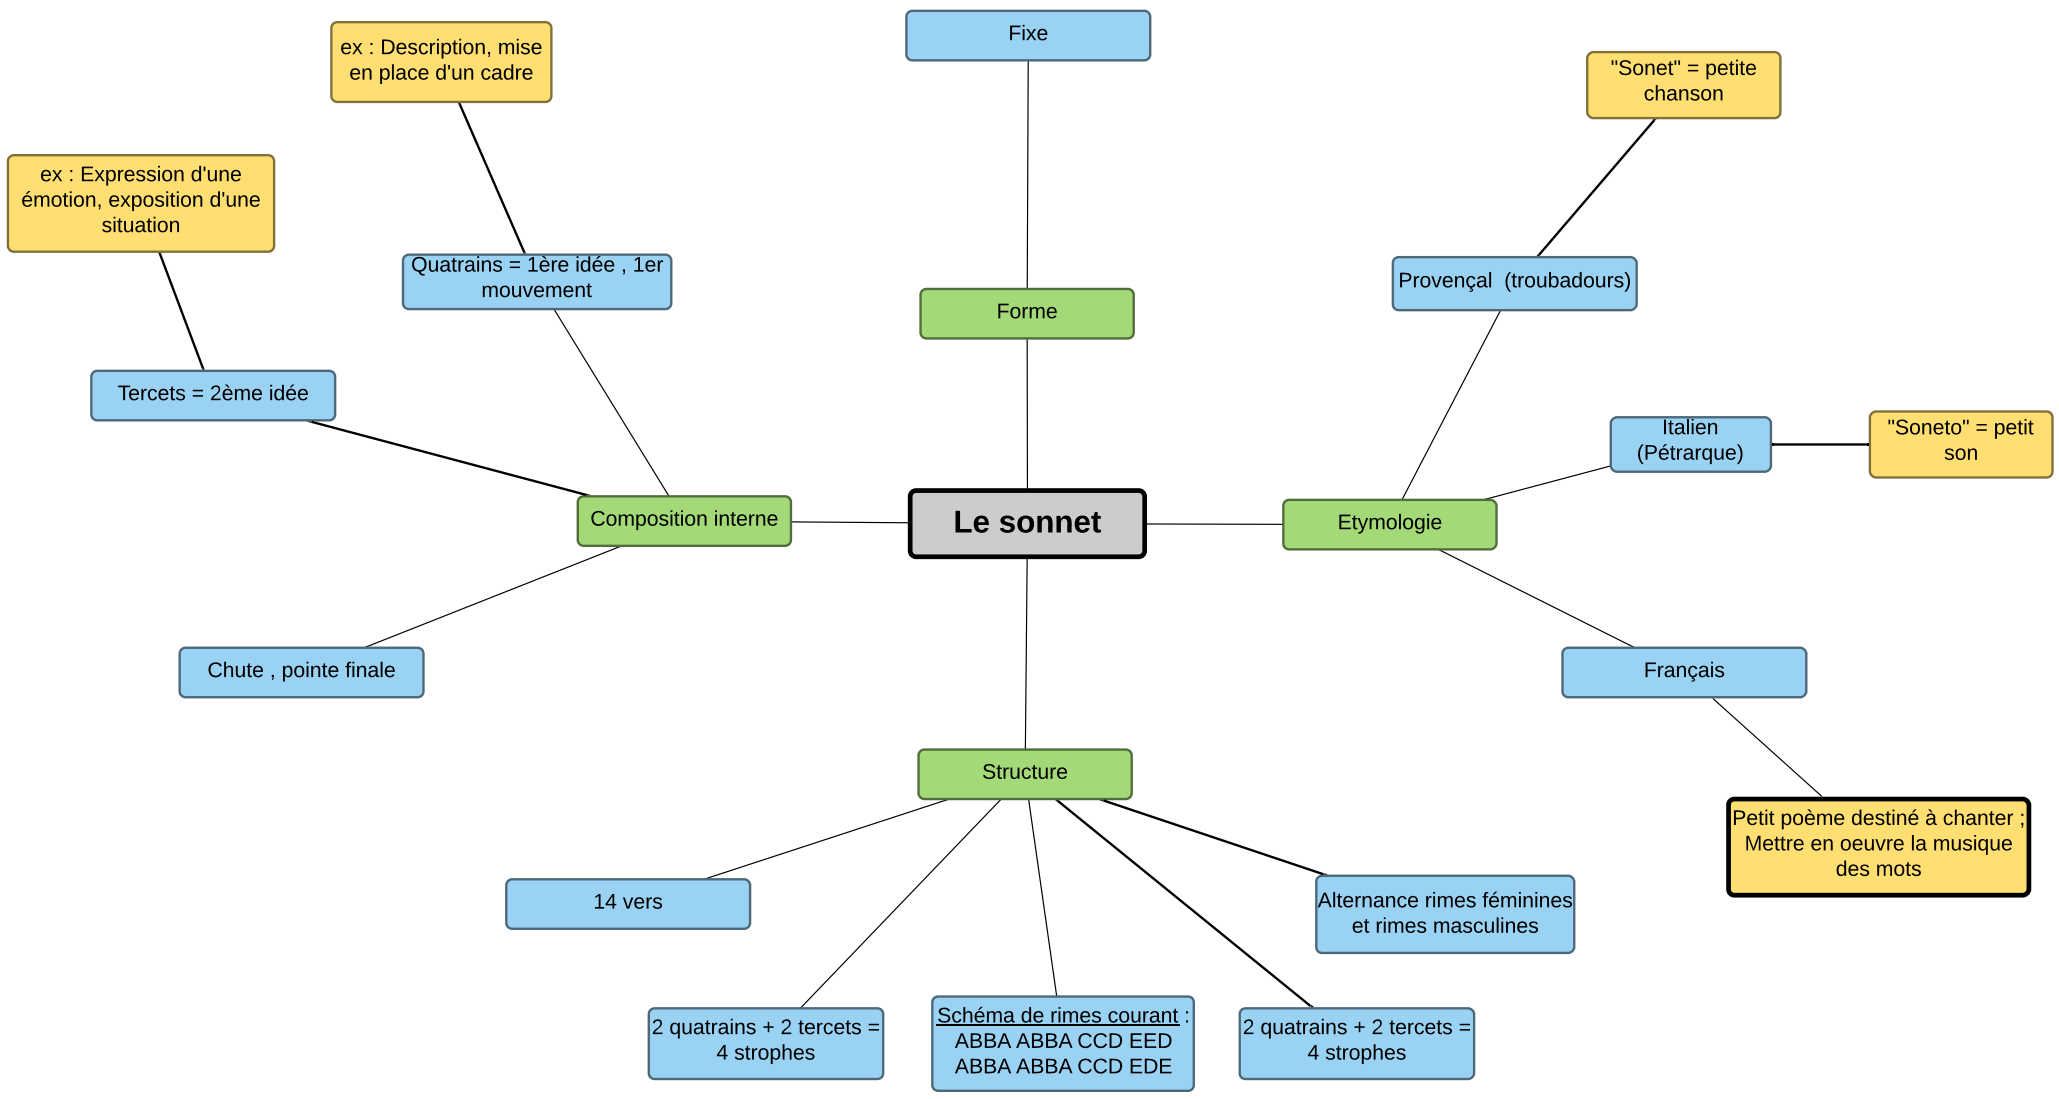 Fixe
ex : Description, mise
en place d'un cadre
"Sonet" = petite
chanson
ex : Expression d'une
émotion, exposition d'une
situation
Quatrains = 1ère idée , 1er
mouvement
Provençal  (troubadours)
Forme
Tercets = 2ème idée
Italien
(Pétrarque)
"Soneto" = petit
son
Composition interne
Le sonnet
Etymologie
Chute , pointe finale
Français
Structure
Petit poème destiné à chanter ;
Mettre en oeuvre la musique
des mots
14 vers
Alternance rimes féminines
et rimes masculines
2 quatrains + 2 tercets =
4 strophes
Schéma de rimes courant :
ABBA ABBA CCD EED
ABBA ABBA CCD EDE
2 quatrains + 2 tercets =
4 strophes